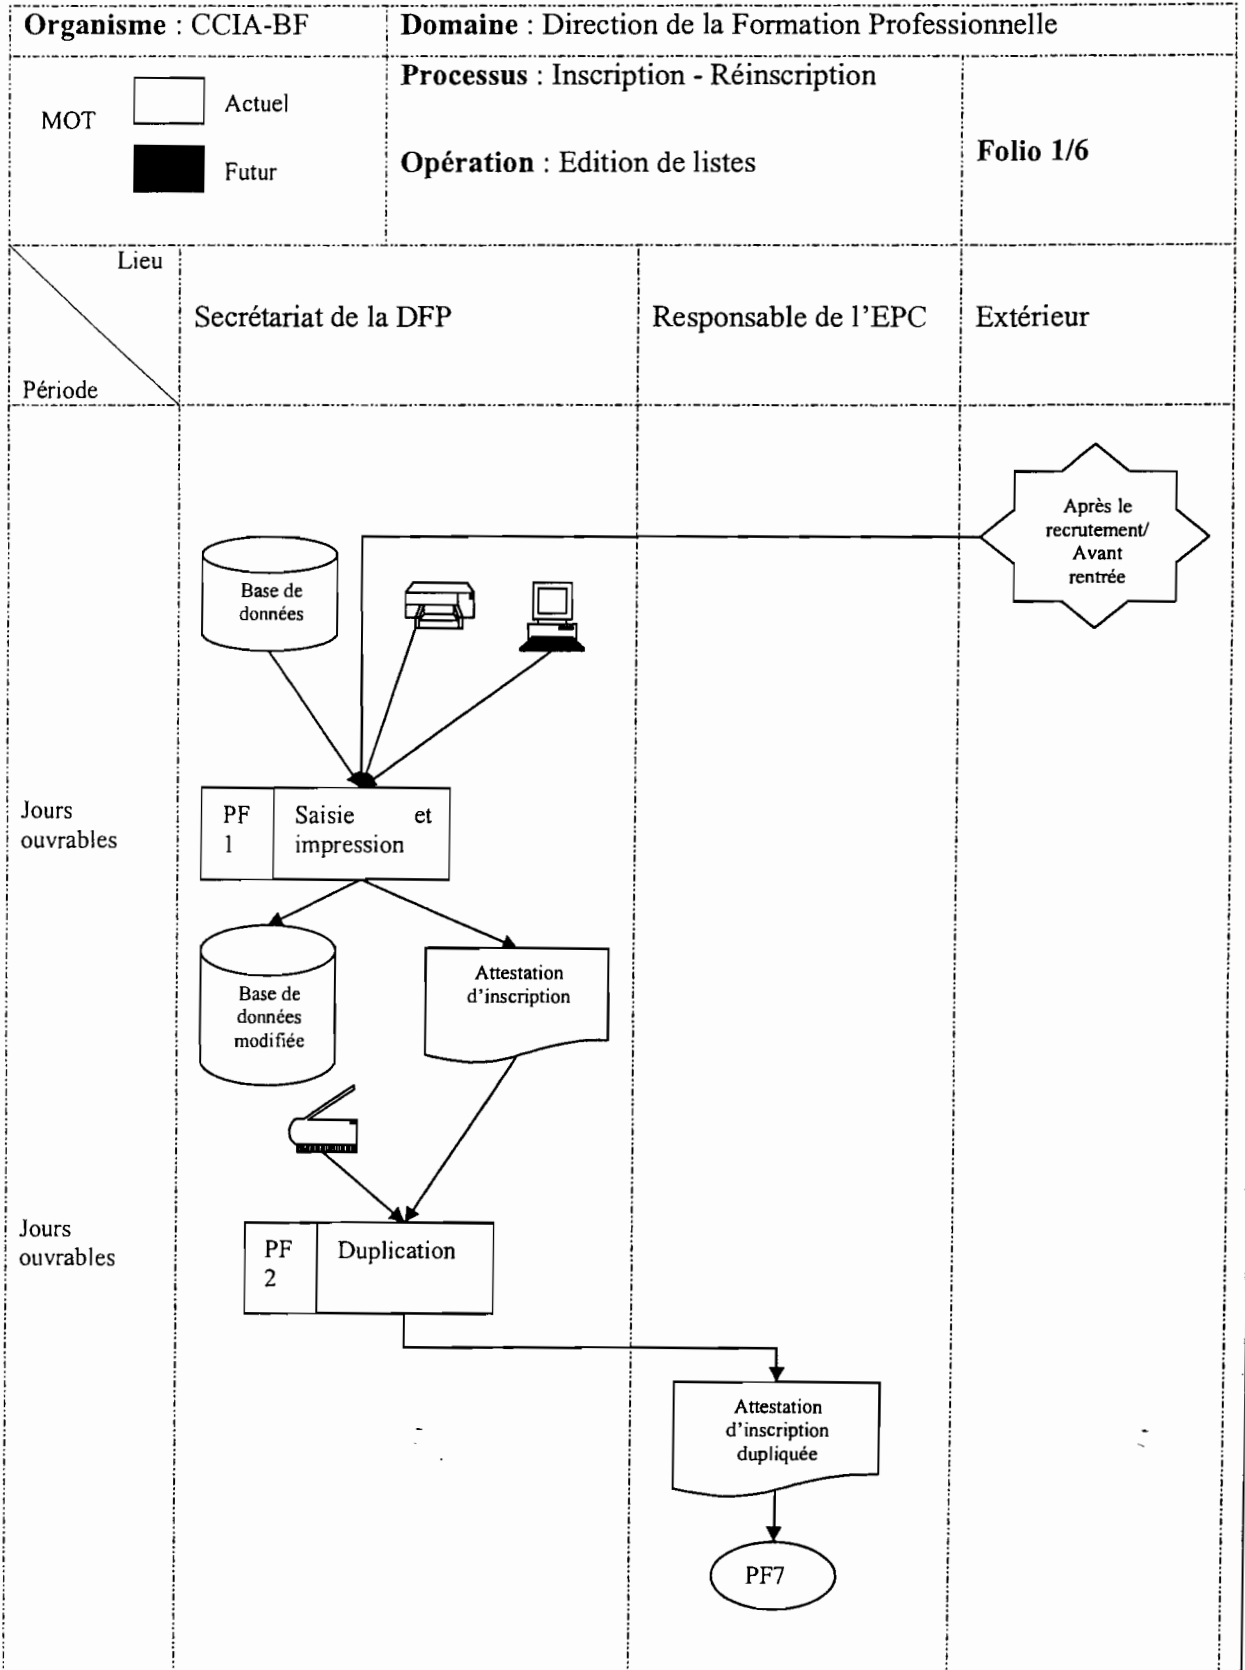 Organisme : CCIA-BF
Domaine : Direction de la Formation Professionnelle
MOT
Actuel
Futur
Processus : Inscription - Réinscription
Opération : Edition de listes
Folio 1/6
Lieu
Période
Secrétariat de la DFP
Responsable de l'EPC
Extérieur
Après le
recrutement/
Avant
rentrée
Base de
données
Jours
ouvrables
PF
1
Saisie et
impression
Base de
données
modifiée
Attestation
d'inscription
Jours
ouvrables
PF
2
Duplication
Attestation
d'inscription
dupliquée
PF7